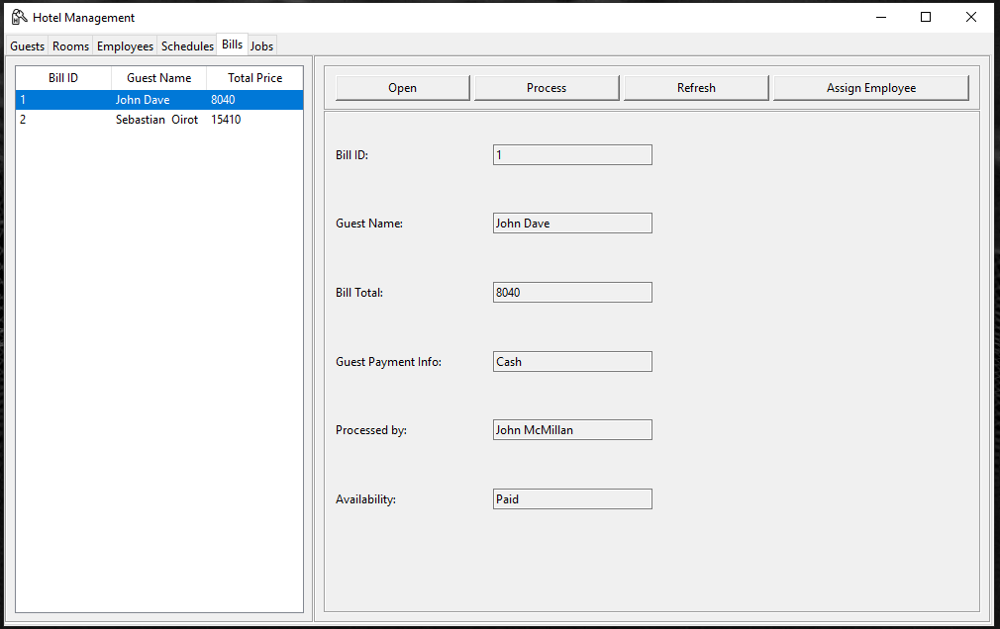 Hotel Management
Guests Rooms Employees Schedules Bills Jobs
Bill ID Guest Name Total Price
1 John Dave 8040
2 Sebastian  Oirot 15410
Open Process Refresh Assign Employee
Bill ID: 1
Guest Name: John Dave
Bill Total: 8040
Guest Payment Info: Cash
Processed by: John McMillan
Availability: Paid